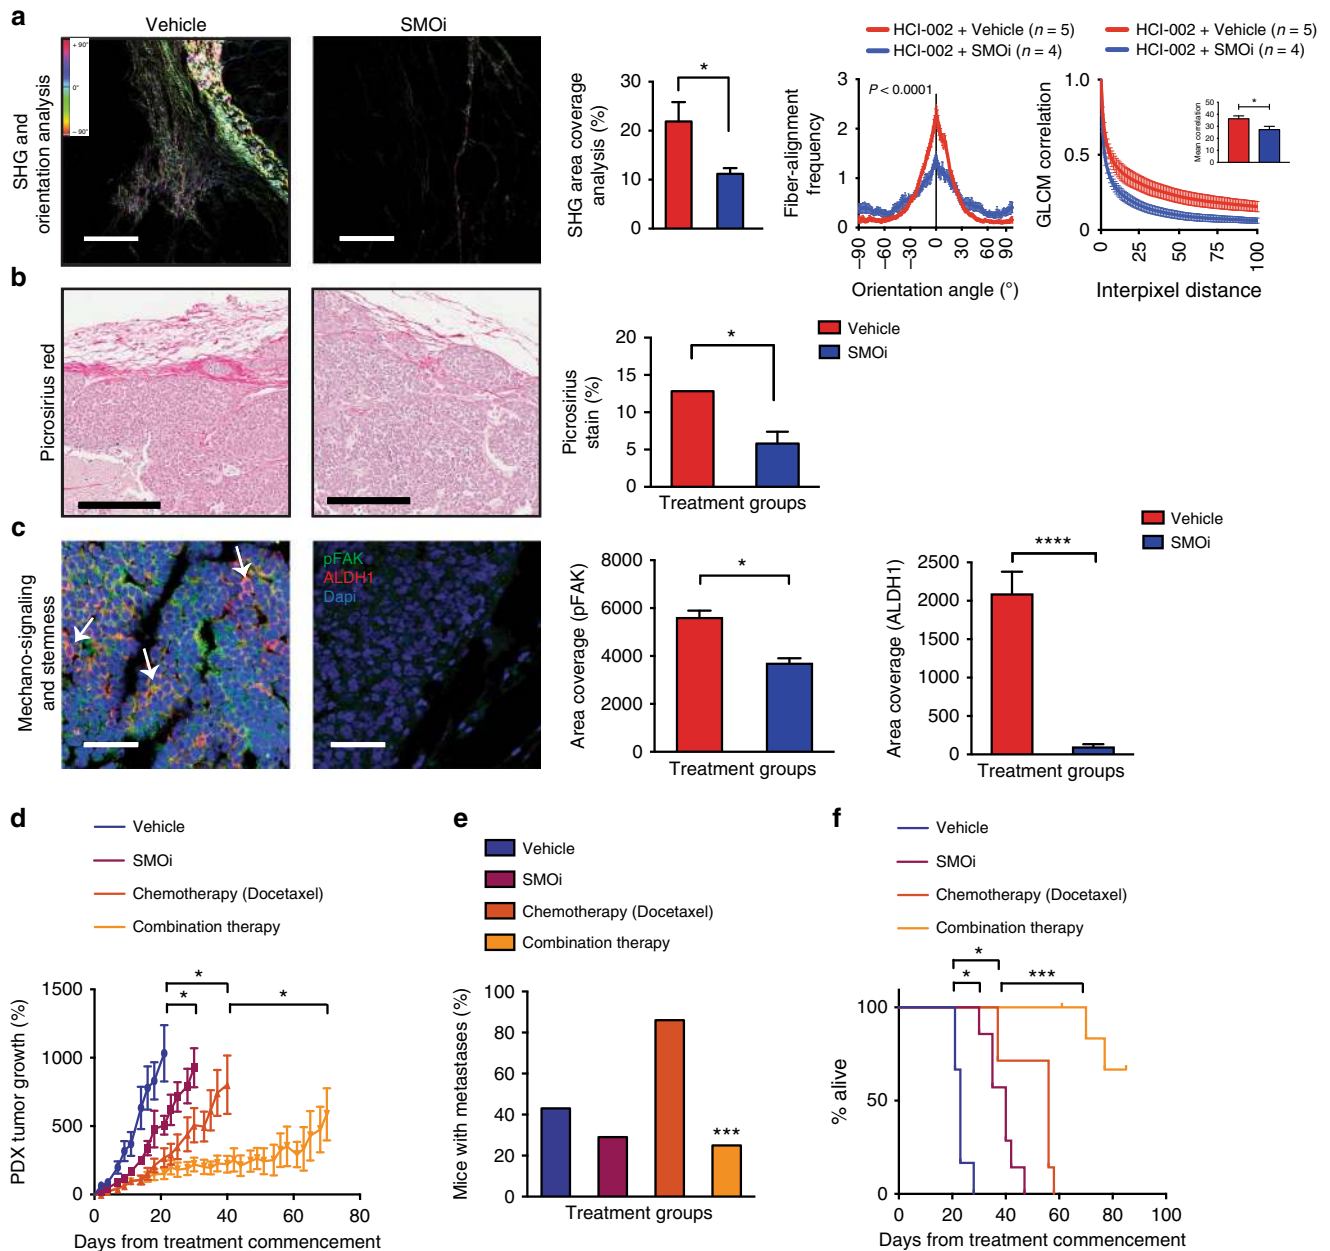 a
Vehicle
SMOi
SHG and
orientation analysis
+ 90°
0°
– 90°
SHG area coverage
analysis (%)
30
20
10
0
*
HCI-002 + Vehicle (n = 5)
HCI-002 + SMOi (n = 4)
Fiber-alignment
frequency
3
2
1
0
P < 0.0001
–90
–60
–30
0
30
60
90
Orientation angle (°)
HCI-002 + Vehicle (n = 5)
HCI-002 + SMOi (n = 4)
GLCM correlation
1.0
0.5
0
0
25
50
75
100
Interpixel distance
Mean correlation
50
40
30
20
10
0
*
b
Picrosirius red
Picrosirius
stain (%)
20
15
10
5
0
*
Treatment groups
Vehicle
SMOi
c
Mechano-signaling
and stemness
pFAK
ALDH1
Dapi
Area coverage (pFAK)
8000
6000
4000
2000
0
*
Treatment groups
Area coverage (ALDH1)
2500
2000
1500
1000
500
0
****
Treatment groups
Vehicle
SMOi
d
Vehicle
SMOi
Chemotherapy (Docetaxel)
Combination therapy
PDX tumor growth (%)
1500
1000
500
0
*
*
*
0
20
40
60
80
Days from treatment commencement
e
Vehicle
SMOi
Chemotherapy (Docetaxel)
Combination therapy
Mice with metastases (%)
100
80
60
40
20
0
***
Treatment groups
f
Vehicle
SMOi
Chemotherapy (Docetaxel)
Combination therapy
% alive
100
50
0
*
*
***
0
20
40
60
80
100
Days from treatment commencement